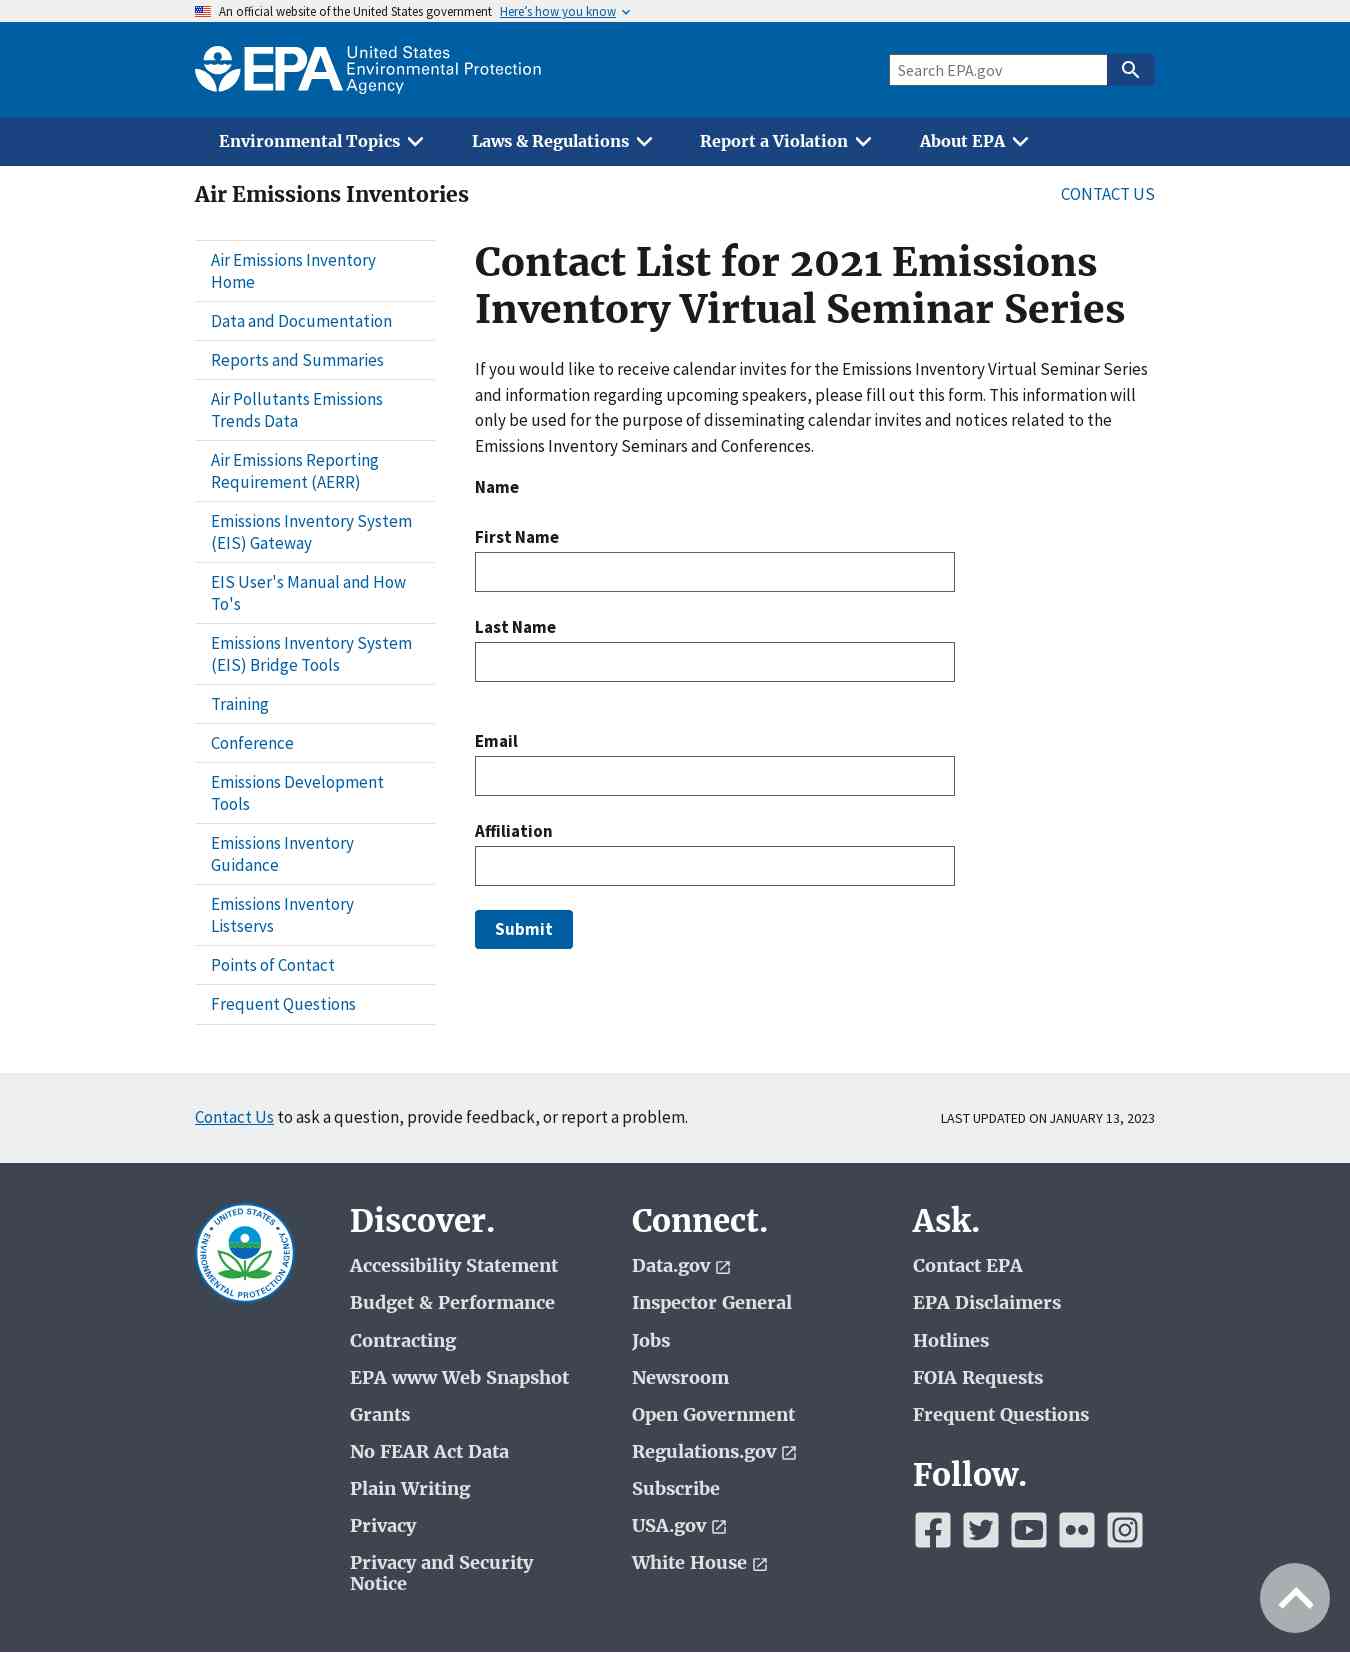 An official website of the United States government Here’s how you know
EPA United States
Environmental Protection
Agency
Search EPA.gov
Environmental Topics
Laws & Regulations
Report a Violation
About EPA
Air Emissions Inventories
CONTACT US
Air Emissions Inventory
Home
Data and Documentation
Reports and Summaries
Air Pollutants Emissions
Trends Data
Air Emissions Reporting
Requirement (AERR)
Emissions Inventory System
(EIS) Gateway
EIS User's Manual and How
To's
Emissions Inventory System
(EIS) Bridge Tools
Training
Conference
Emissions Development
Tools
Emissions Inventory
Guidance
Emissions Inventory
Listservs
Points of Contact
Frequent Questions
Contact List for 2021 Emissions
Inventory Virtual Seminar Series
If you would like to receive calendar invites for the Emissions Inventory Virtual Seminar Series
and information regarding upcoming speakers, please fill out this form. This information will
only be used for the purpose of disseminating calendar invites and notices related to the
Emissions Inventory Seminars and Conferences.
Name
First Name
Last Name
Email
Affiliation
Submit
Contact Us to ask a question, provide feedback, or report a problem.
LAST UPDATED ON JANUARY 13, 2023
UNITED STATES
ENVIRONMENTAL PROTECTION AGENCY
Discover.
Accessibility Statement
Budget & Performance
Contracting
EPA www Web Snapshot
Grants
No FEAR Act Data
Plain Writing
Privacy
Privacy and Security
Notice
Connect.
Data.gov
Inspector General
Jobs
Newsroom
Open Government
Regulations.gov
Subscribe
USA.gov
White House
Ask.
Contact EPA
EPA Disclaimers
Hotlines
FOIA Requests
Frequent Questions
Follow.